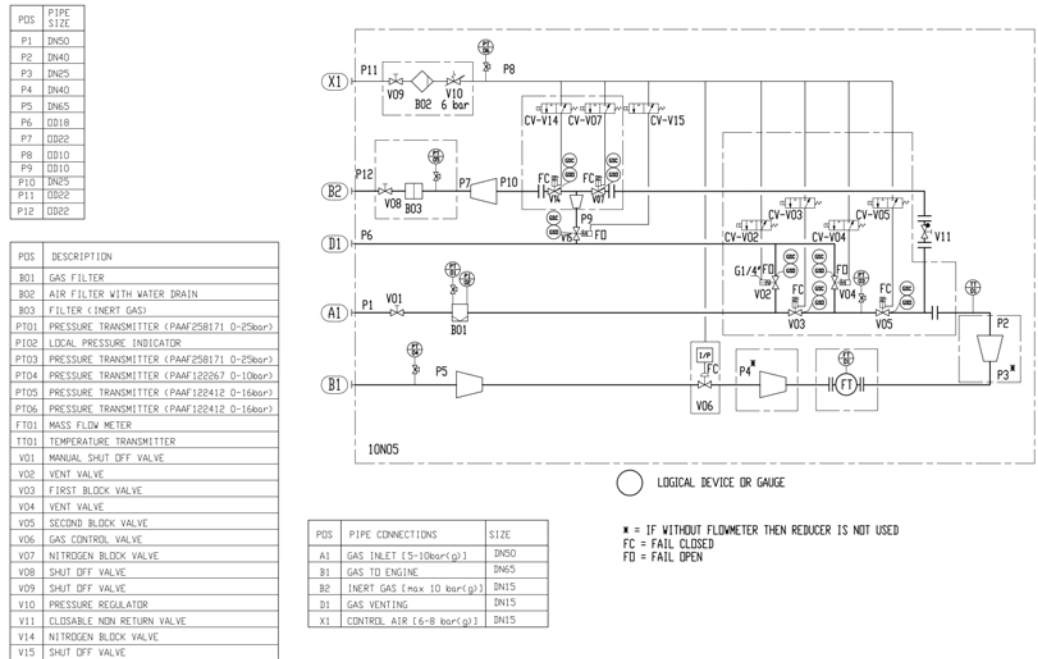 POS PIPE SIZE
P1 DN50
P2 DN40
P3 DN25
P4 DN40
P5 DN65
P6 OD18
P7 OD22
P8 OD10
P9 OD10
P10 DN25
P11 OD22
P12 OD22
POS DESCRIPTION
B01 GAS FILTER
B02 AIR FILTER WITH WATER DRAIN
B03 FILTER (INERT GAS)
PT01 PRESSURE TRANSMITTER (PAAF258171 0-25bar)
PI02 LOCAL PRESSURE INDICATOR
PT03 PRESSURE TRANSMITTER (PAAF258171 0-25bar)
PT04 PRESSURE TRANSMITTER (PAAF122267 0-10bar)
PT05 PRESSURE TRANSMITTER (PAAF122412 0-16bar)
PT06 PRESSURE TRANSMITTER (PAAF122412 0-16bar)
FT01 MASS FLOW METER
TT01 TEMPERATURE TRANSMITTER
V01 MANUAL SHUT OFF VALVE
V02 VENT VALVE
V03 FIRST BLOCK VALVE
V04 VENT VALVE
V05 SECOND BLOCK VALVE
V06 GAS CONTROL VALVE
V07 NITROGEN BLOCK VALVE
V08 SHUT OFF VALVE
V09 SHUT OFF VALVE
V10 PRESSURE REGULATOR
V11 CLOSABLE NON RETURN VALVE
V14 NITROGEN BLOCK VALVE
V15 SHUT OFF VALVE
X1 P11 P8
V09 B02 V10
6 bar
CV-V14 CV-V07 CV-V15
B2 P12 P7 P10 FC FC
V08 B03 V14 V07
P9
FO
CV-V03 CV-V05
CV-V02 CV-V04
V11
D1 P6
G1/4" FO FO
V02 V04
FC FC
A1 P1 V01
B01
V03 V05
P2
P3*
B1 P5
I/P
FC
V06
P4*
FT
10N05
LOGICAL DEVICE OR GAUGE
* = IF WITHOUT FLOWMETER THEN REDUCER IS NOT USED
FC = FAIL CLOSED
FO = FAIL OPEN
POS PIPE CONNECTIONS SIZE
A1 GAS INLET [5-10bar(g)] DN50
B1 GAS TO ENGINE DN65
B2 INERT GAS [max 10 bar(g)] DN15
D1 GAS VENTING DN15
X1 CONTROL AIR [6-8 bar(g)] DN15